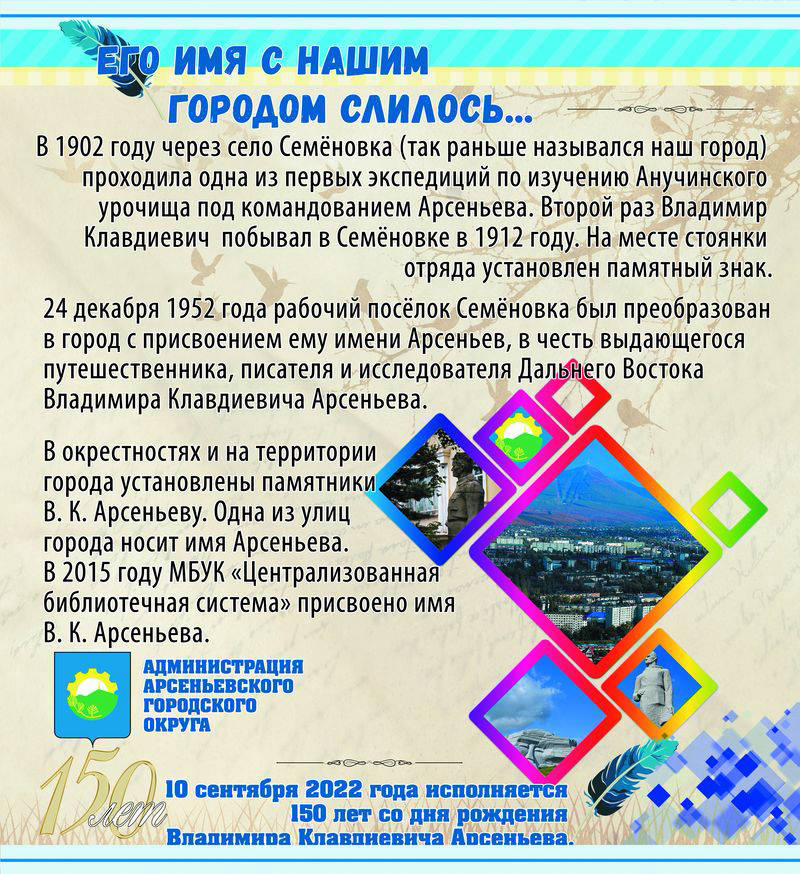 ЕГО ИМЯ С НАШИМ
ГОРОДОМ СЛИЛОСЬ...
В 1902 году через село Семёновка (так раньше назывался наш город)
проходила одна из первых экспедиций по изучению Анучинского
урочища под командованием Арсеньева. Второй раз Владимир
Клавдиевич побывал в Семёновке в 1912 году. На месте стоянки
отряда установлен памятный знак.
24 декабря 1952 года рабочий посёлок Семёновка был преобразован
в город с присвоением ему имени Арсеньев, в честь выдающегося
путешественника, писателя и исследователя Дальнего Востока
Владимира Клавдиевича Арсеньева.
В окрестностях и на территории
города установлены памятники
В. К. Арсеньеву. Одна из улиц
города носит имя Арсеньева.
В 2015 году МБУК «Централизованная
библиотечная система» присвоено имя
В. К. Арсеньева.
АДМИНИСТРАЦИЯ
АРСЕНЬЕВСКОГО
ГОРОДСКОГО
ОКРУГА
150 лет
10 сентября 2022 года исполняется
150 лет со дня рождения
Владимира Клавдиевича Арсеньева.